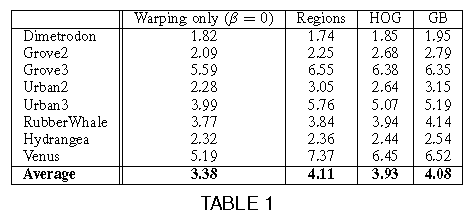 Warping only (β = 0) Regions HOG GB
Dimetrodon 1.82 1.74 1.85 1.95
Grove2 2.09 2.25 2.68 2.79
Grove3 5.59 6.55 6.38 6.35
Urban2 2.28 3.05 2.64 3.15
Urban3 3.99 5.76 5.07 5.19
RubberWhale 3.77 3.84 3.94 4.14
Hydrangea 2.32 2.36 2.44 2.54
Venus 5.19 7.37 6.45 6.52
Average 3.38 4.11 3.93 4.08
TABLE 1